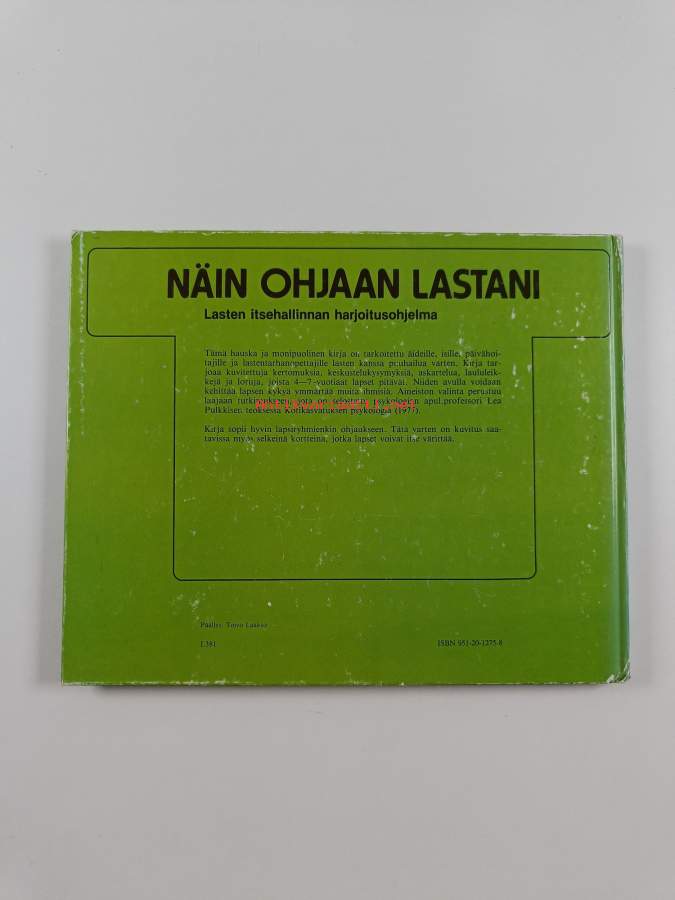 NÄIN OHJAAN LASTANI
Lasten itsehallinnan harjoitusohjelma
Tämä hauska ja monipuolinen kirja on tarkoitettu äideille, isille, päivähoi-
tajille ja lastentarhanopettajille lasten kanssa puuhailua varten. Kirja tar-
joaa kuvitettuja kertomuksia, keskustelukysymyksiä, askartelua, laululeik-
kejä ja loruja, joista 4—7-vuotiaat lapset pitävät. Niiden avulla voidaan
kehittää lapsen kykyä ymmärtää muita ihmisiä. Aineiston valinta perustuu
laajaan tutkimukseen, jota on selostettu psykologian apul.professori Lea
Pulkkisen teoksessa Kotikasvatuksen psykologia (1977).
Kirja sopii hyvin lapsiryhmienkin ohjaukseen. Tätä varten on kuvitus saa-
tavissa myös selkeinä kortteina, jotka lapset voivat itse värittää.
Päällys: Toivo
1.381
ISBN 951-20-1275-8